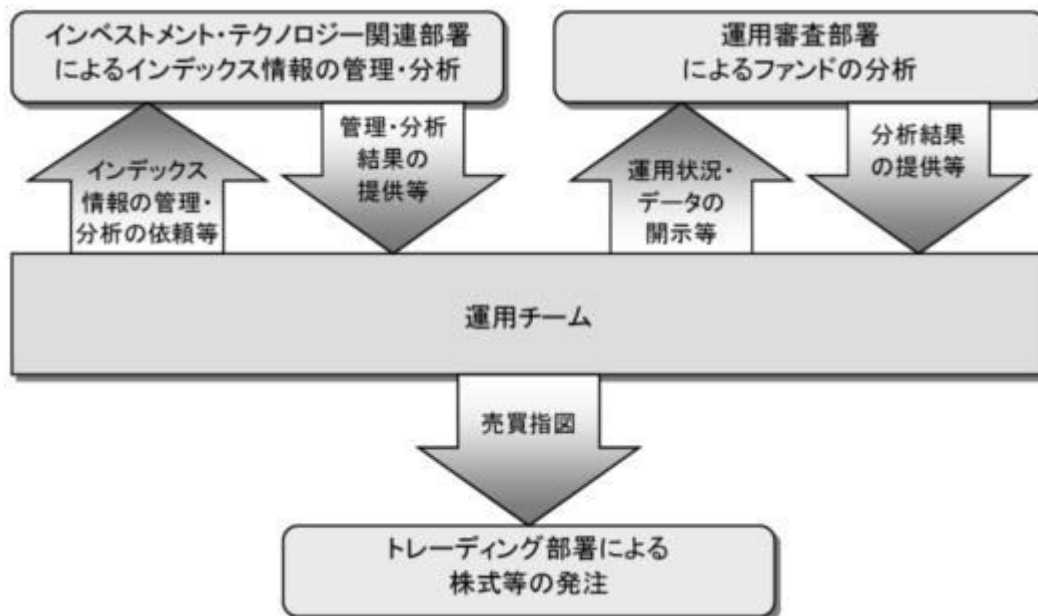 インベストメント・テクノロジー関連部署
によるインデックス情報の管理・分析
運用審査部署
によるファンドの分析
インデックス
情報の管理・
分析の依頼等
管理・分析
結果の
提供等
運用状況・
データの
開示等
分析結果
の提供等
運用チーム
売買指図
トレーディング部署による
株式等の発注